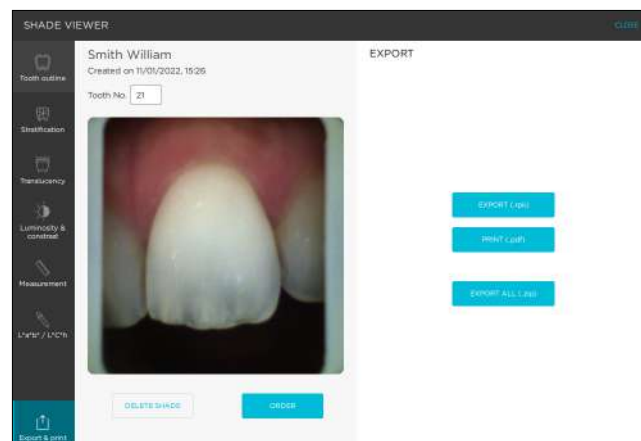 SHADE VIEWER
CLOSE
Tooth outline
Stratification
Translucency
Luminosity &
constrast
Measurement
L*a*b* / L*C*h
Export & print
Smith William
Created on 11/01/2022, 15:26
Tooth No. 21
DELETE SHADE
ORDER
EXPORT
EXPORT (.rpk)
PRINT (.pdf)
EXPORT ALL (.zip)